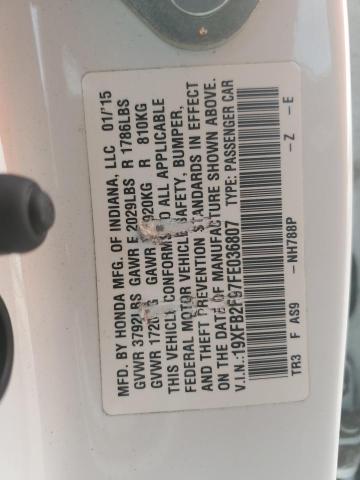 MFD. BY HONDA MFG. OF INDIANA, LLC 01/'15
GVWR 3792LBS GAWR F 2029LBS R 1786LBS
GVWR 1720KG GAWR F 920KG R 810KG
THIS VEHICLE CONFORMS TO ALL APPLICABLE
FEDERAL MOTOR VEHICLE SAFETY, BUMPER,
AND THEFT PREVENTION STANDARDS IN EFFECT
ON THE DATE OF MANUFACTURE SHOWN ABOVE.
V.I.N.:19XFB2F97FE036807 TYPE: PASSENGER CAR
TR3 F AS9 -NH788P -Z -E